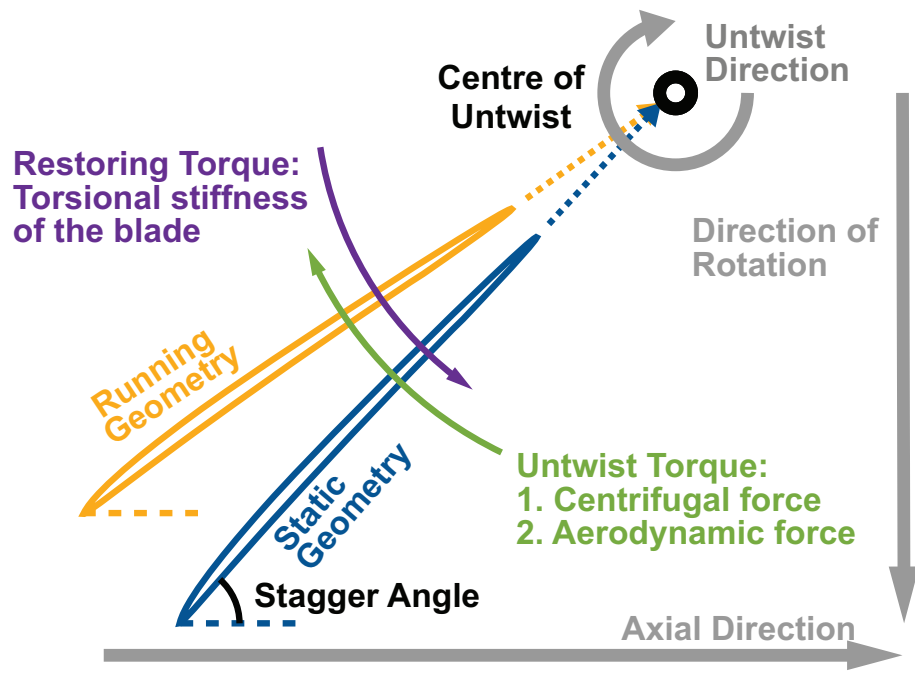 Untwist
Direction
Centre of
Untwist
Restoring Torque:
Torsional stiffness
of the blade
Direction of
Rotation
Running
Geometry
Static
Geometry
Untwist Torque:
1. Centrifugal force
2. Aerodynamic force
Stagger Angle
Axial Direction